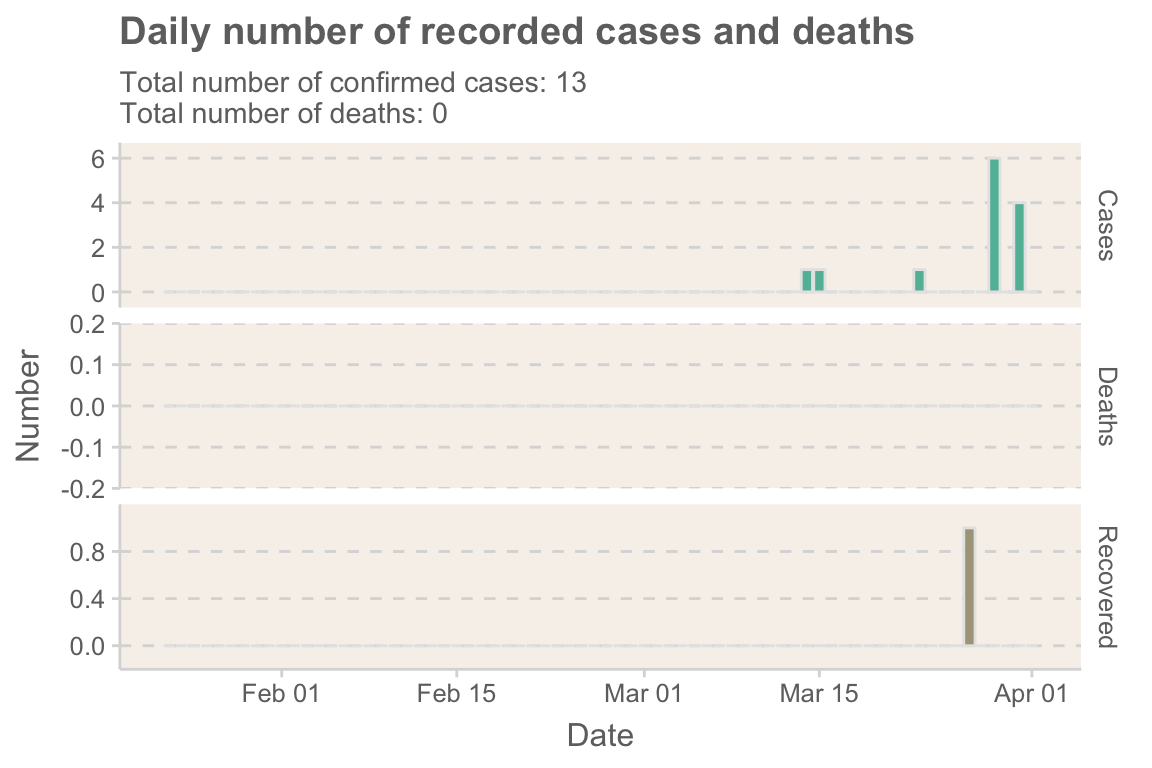 Daily number of recorded cases and deaths
Total number of confirmed cases: 13
Total number of deaths: 0
6
4
2
0
Cases
0.2
0.1
0.0
-0.1
-0.2
Deaths
Number
0.8
0.4
0.0
Recovered
Feb 01 Feb 15 Mar 01 Mar 15 Apr 01
Date